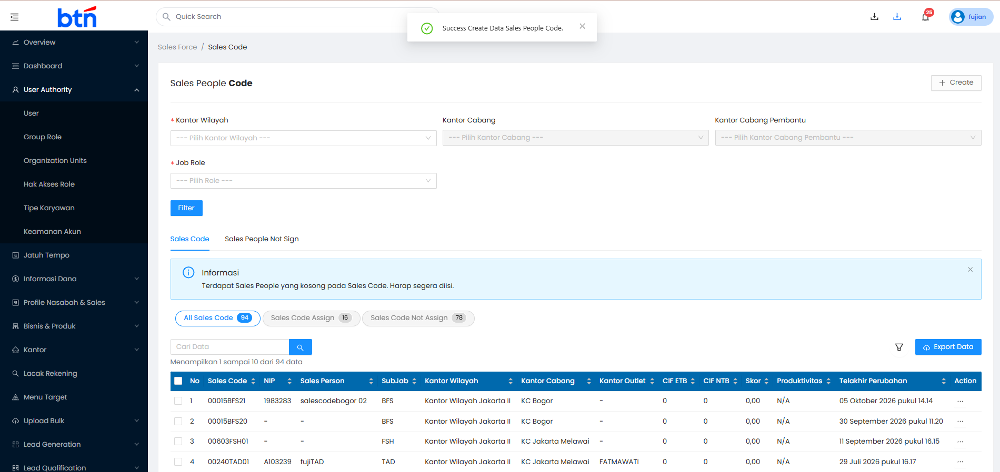 btn
Quick Search
Success Create Data Sales People Code.
25
fujian
Overview
Dashboard
User Authority
User
Group Role
Organization Units
Hak Akses Role
Tipe Karyawan
Keamanan Akun
Jatuh Tempo
Informasi Dana
Profile Nasabah & Sales
Bisnis & Produk
Kantor
Lacak Rekening
Menu Target
Upload Bulk
Lead Generation
Lead Qualification
Sales Force / Sales Code
Sales People Code
Create
* Kantor Wilayah
--- Pilih Kantor Wilayah ---
Kantor Cabang
--- Pilih Kantor Cabang ---
Kantor Cabang Pembantu
--- Pilih Kantor Cabang Pembantu ---
* Job Role
--- Pilih Role ---
Filter
Sales Code Sales People Not Sign
Informasi
Terdapat Sales People yang kosong pada Sales Code. Harap segera diisi.
All Sales Code 94 Sales Code Assign 16 Sales Code Not Assign 78
Cari Data
Export Data
Menampilkan 1 sampai 10 dari 94 data
No Sales Code NIP Sales Person SubJab Kantor Wilayah Kantor Cabang Kantor Outlet CIF ETB CIF NTB Skor Produktivitas Telakhir Perubahan Action
1 00015BFS21 1983283 salescodebogor 02 BFS Kantor Wilayah Jakarta II KC Bogor - 0 0 0,00 N/A 05 Oktober 2026 pukul 14.14 ...
2 00015BFS20 - - BFS Kantor Wilayah Jakarta II KC Bogor - 0 0 0,00 N/A 30 September 2026 pukul 11.20 ...
3 00603FSH01 - - FSH Kantor Wilayah Jakarta II KC Jakarta Melawai - 0 0 0,00 N/A 11 September 2026 pukul 16.15 ...
4 00240TAD01 A103239 fujiTAD TAD Kantor Wilayah Jakarta II KC Jakarta Melawai FATMAWATI 0 0 0,00 N/A 29 Juli 2026 pukul 16.17 ...